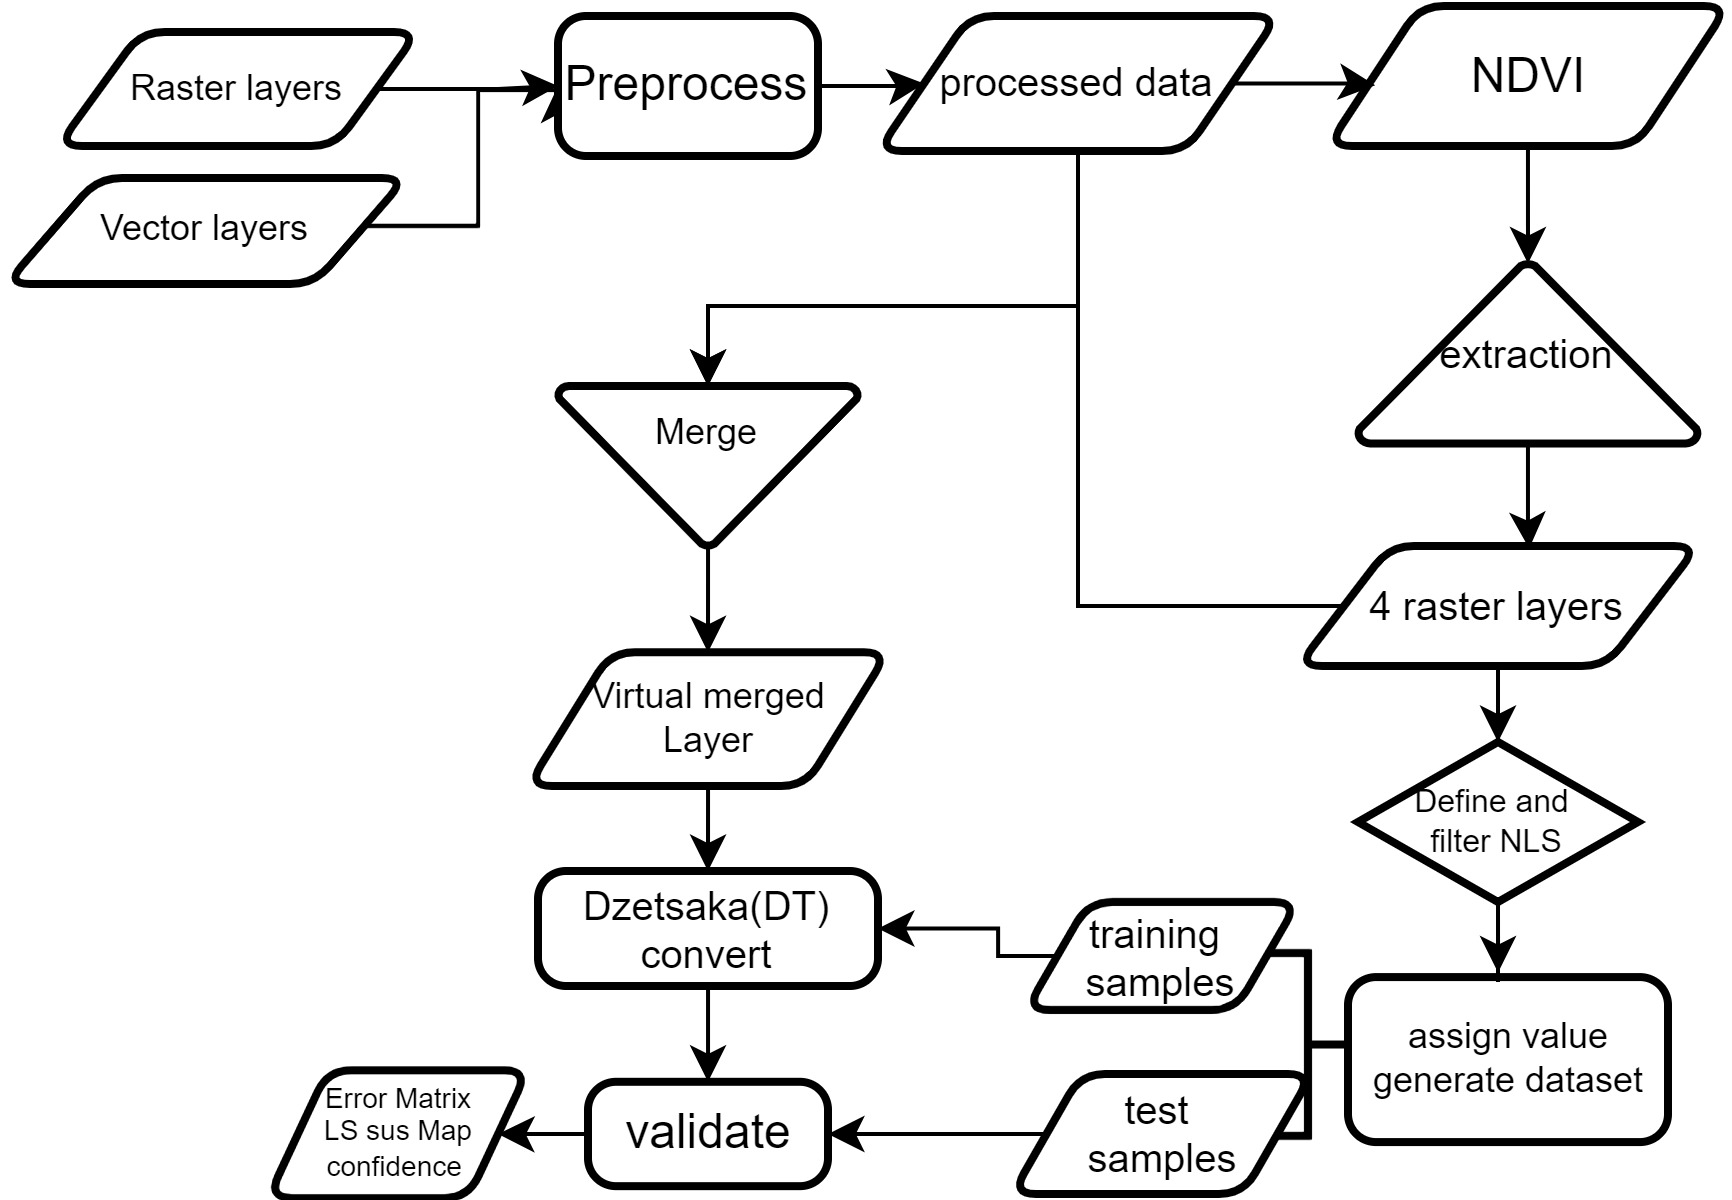 Raster layers
Preprocess
processed data
NDVI
Vector layers
extraction
Merge
4 raster layers
Virtual merged
Layer
Define and
filter NLS
Dzetsaka(DT)
convert
training
samples
assign value
generate dataset
Error Matrix
LS sus Map
confidence
validate
test
samples